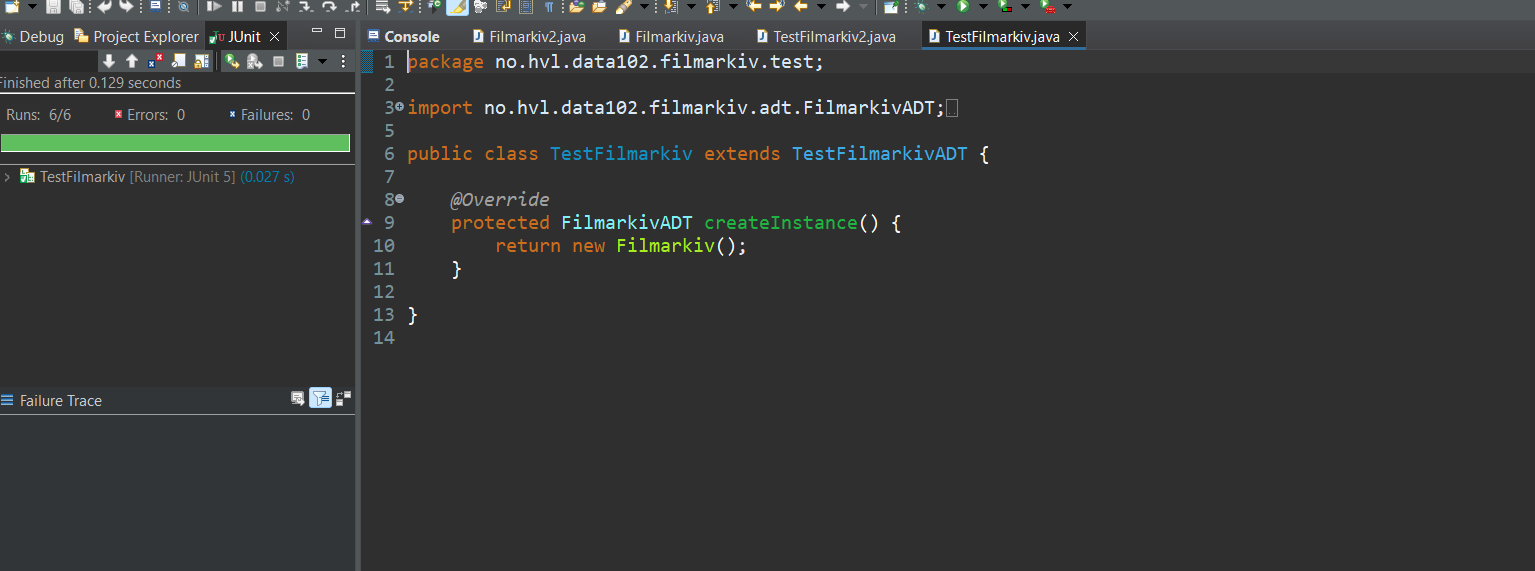 Debug Project Explorer JUnit
Finished after 0.129 seconds
Runs: 6/6 Errors: 0 Failures: 0
TestFilmarkiv [Runner: JUnit 5] (0.027 s)
Failure Trace
Console Filmarkiv2.java Filmarkiv.java TestFilmarkiv2.java TestFilmarkiv.java
1 package no.hvl.data102.filmarkiv.test;
2
3 import no.hvl.data102.filmarkiv.adt.FilmarkivADT;
5
6 public class TestFilmarkiv extends TestFilmarkivADT {
7
8 @Override
9 protected FilmarkivADT createInstance() {
10 return new Filmarkiv();
11 }
12
13 }
14